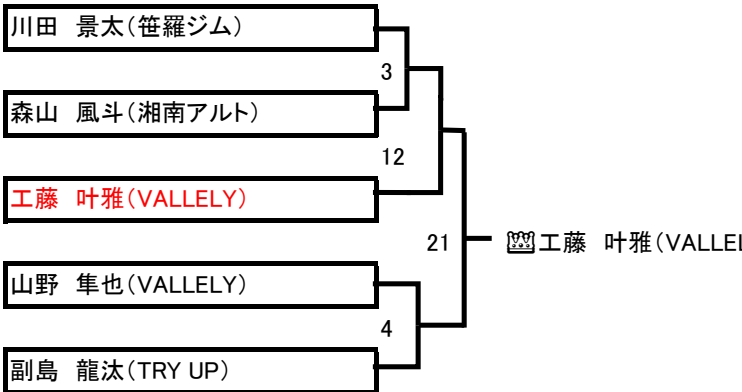 川田　景太（笹羅ジム）
3
森山　風斗（湘南アルト）
12
工藤　叶雅（VALLELY）
21
工藤　叶雅（VALLEL
山野　隼也（VALLELY）
4
副島　龍汰（TRY UP）